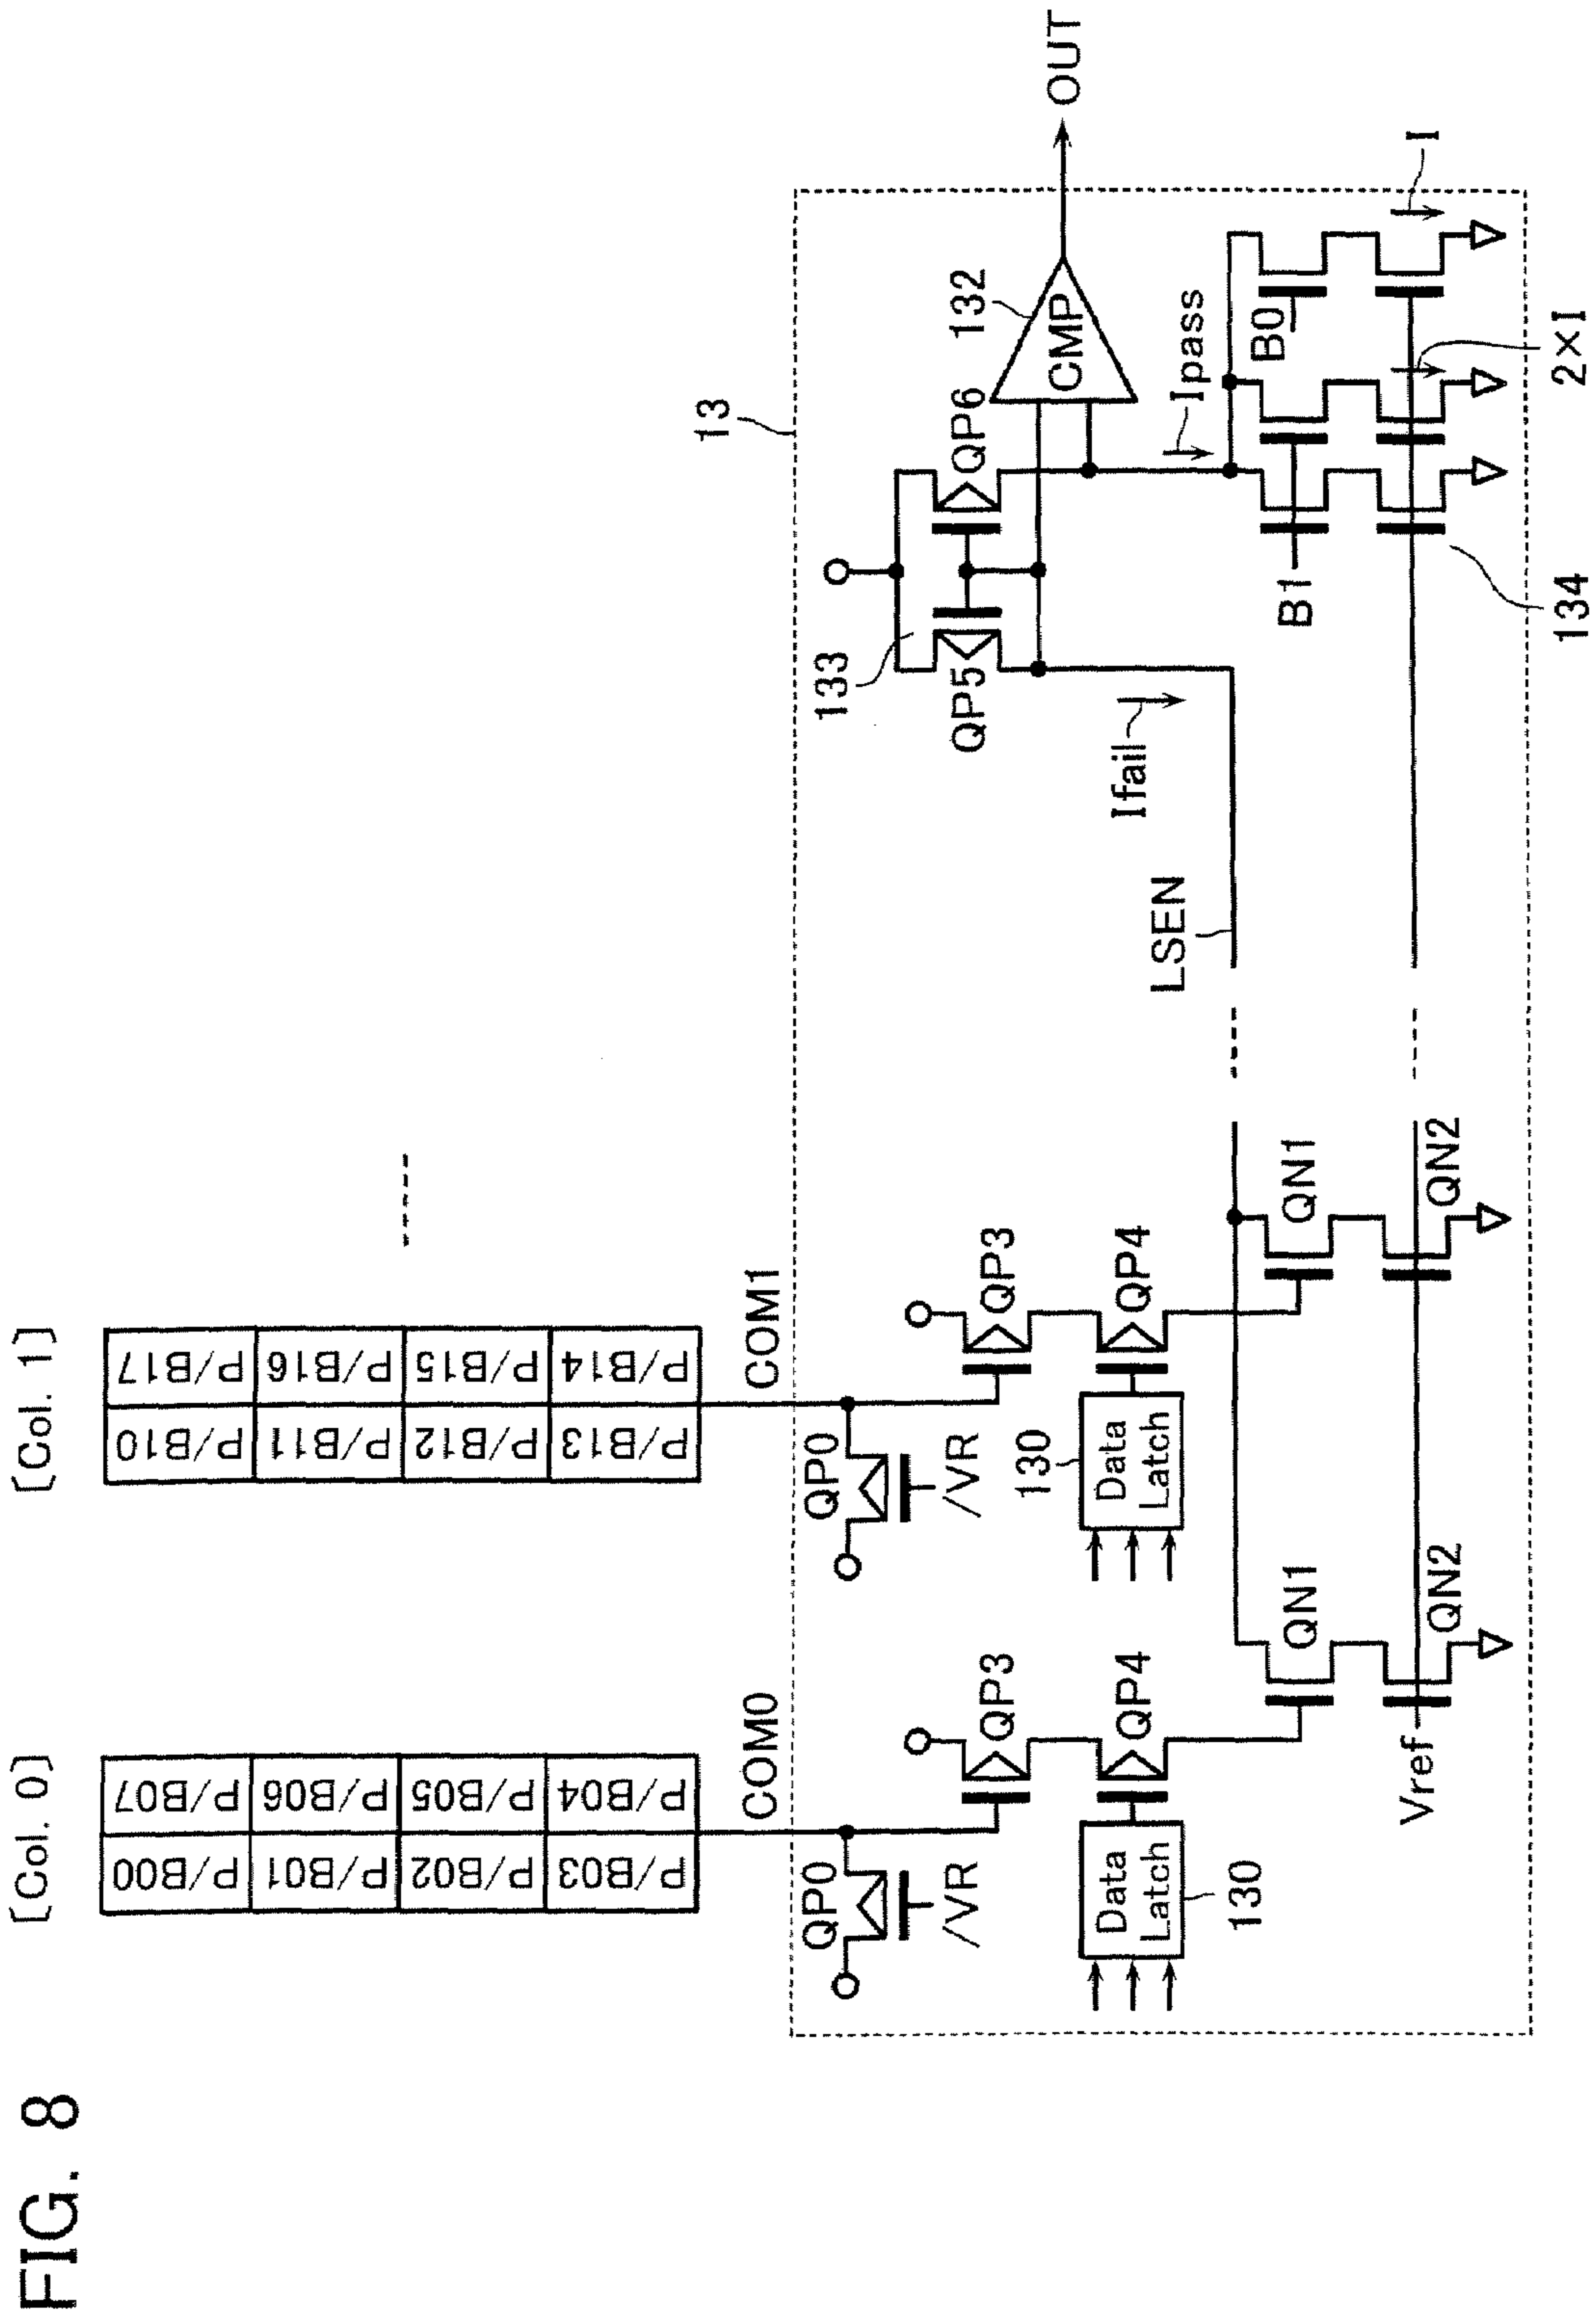 FIG. 8
[Col. 0]
[Col. 1]
P/B00 P/B07
P/B01 P/B06
P/B02 P/B05
P/B03 P/B04
P/B10 P/B17
P/B11 P/B16
P/B12 P/B15
P/B13 P/B14
COM0
COM1
13
QP0
/VR
QP3
QP4
Data
Latch
130
QN1
QN2
Vref
QP0
/VR
QP3
QP4
130
Data
Latch
QN1
QN2
LSEN
Ifail
133
QP5
QP6
132
CMP
OUT
Ipass
B1
B0
134
2×I
I